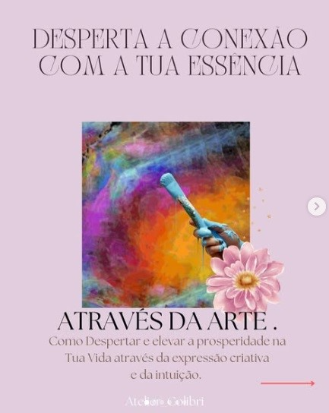 DESPERTA A CONEXÃO
COM A TUA ESSÊNCIA
ATRAVÉS DA ARTE .
Como Despertar e elevar a prosperidade na
Tua Vida através da expressão criativa
e da intuição.
Colibri